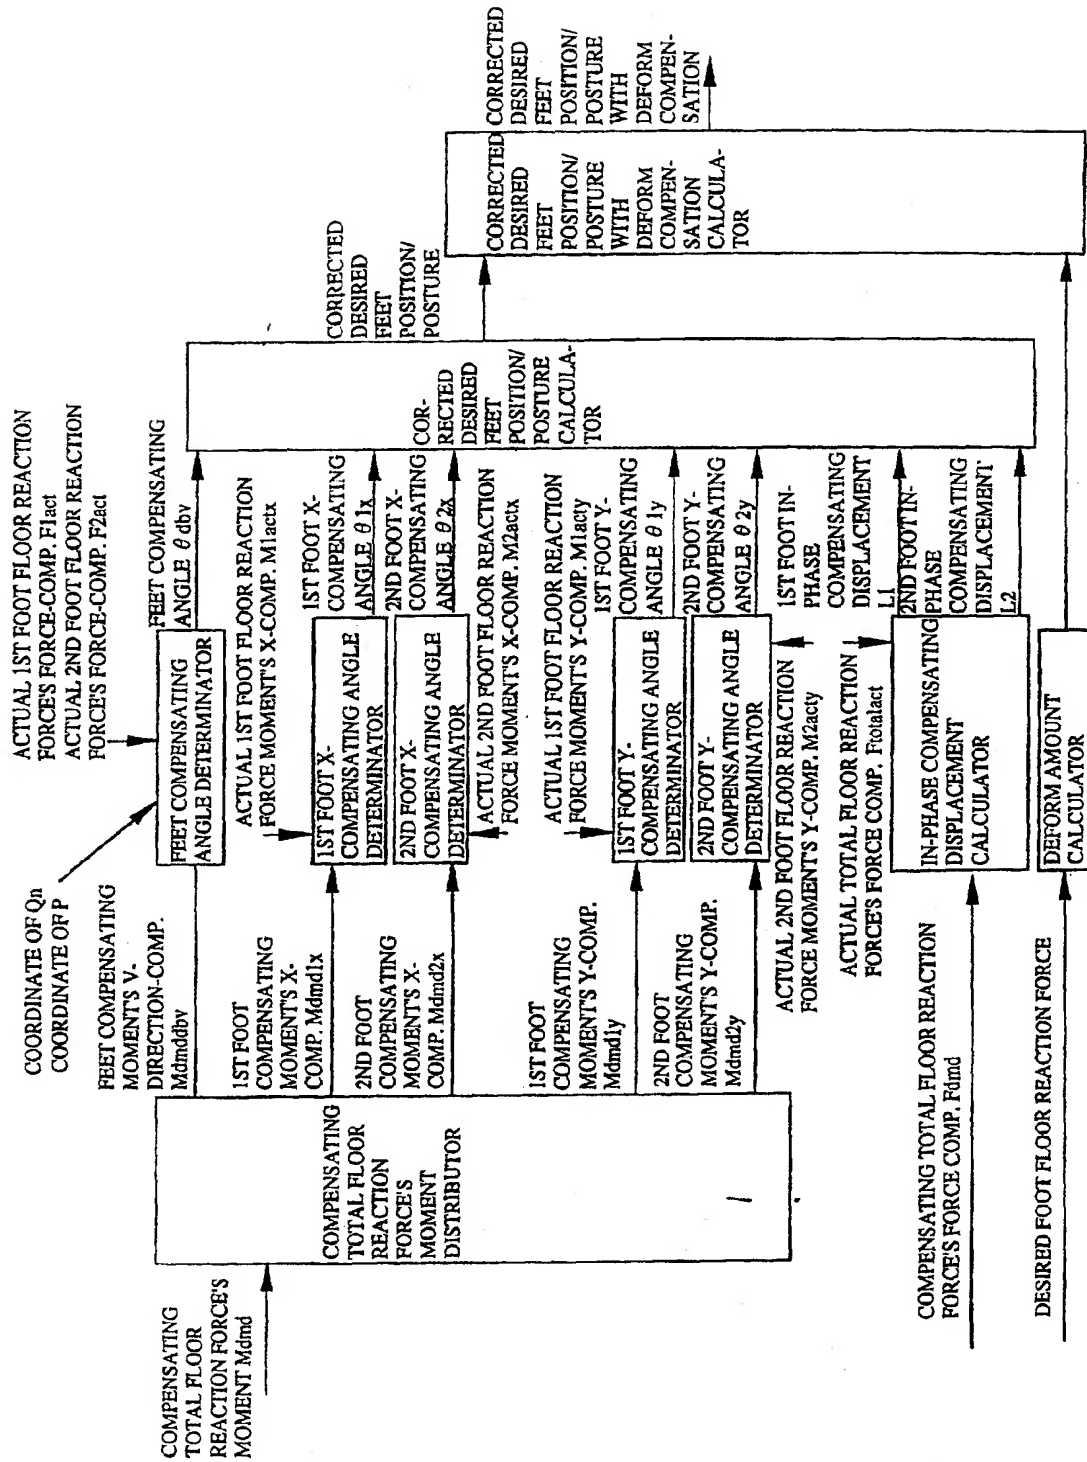 COMPENSATING
TOTAL FLOOR
REACTION FORCE'S
MOMENT Mdmd
COMPENSATING
TOTAL FLOOR
REACTION
FORCE'S
MOMENT
DISTRIBUTOR
COORDINATE OF Qn
COORDINATE OF P
ACTUAL 1ST FOOT FLOOR REACTION
FORCE'S FORCE-COMP. F1act
ACTUAL 2ND FOOT FLOOR REACTION
FORCE'S FORCE-COMP. F2act
FEET COMPENSATING
MOMENT'S V-
DIRECTION-COMP.
Mdmddbv
FEET COMPENSATING
ANGLE DETERMINATOR
FEET COMPENSATING
ANGLE θ dbv
1ST FOOT
COMPENSATING
MOMENT'S X-
COMP. Mdmd1x
ACTUAL 1ST FOOT FLOOR REACTION
FORCE MOMENT'S X-COMP. M1actx
1ST FOOT X-
COMPENSATING ANGLE
DETERMINATOR
1ST FOOT X-
COMPENSATING
ANGLE θ 1x
2ND FOOT
COMPENSATING
MOMENT'S X-
COMP. Mdmd2x
2ND FOOT X-
COMPENSATING ANGLE
DETERMINATOR
2ND FOOT X-
COMPENSATING
ANGLE θ 2x
ACTUAL 2ND FOOT FLOOR REACTION
FORCE MOMENT'S X-COMP. M2actx
1ST FOOT
COMPENSATING
MOMENT'S Y-COMP.
Mdmd1y
ACTUAL 1ST FOOT FLOOR REACTION
FORCE MOMENT'S Y-COMP. M1acty
1ST FOOT Y-
COMPENSATING ANGLE
DETERMINATOR
1ST FOOT Y-
COMPENSATING
ANGLE θ 1y
2ND FOOT
COMPENSATING
MOMENT'S Y-COMP.
Mdmd2y
2ND FOOT Y-
COMPENSATING ANGLE
DETERMINATOR
2ND FOOT Y-
COMPENSATING
ANGLE θ 2y
ACTUAL 2ND FOOT FLOOR REACTION
FORCE MOMENT'S Y-COMP. M2acty
ACTUAL TOTAL FLOOR REACTION
FORCE'S FORCE COMP. Ftotalact
COMPENSATING TOTAL FLOOR REACTION
FORCE'S FORCE COMP. Fdmd
IN-PHASE COMPENSATING
DISPLACEMENT
CALCULATOR
1ST FOOT IN-
PHASE
COMPENSATING
DISPLACEMENT
L1
2ND FOOT IN-
PHASE
COMPENSATING
DISPLACEMENT
L2
DESIRED FOOT FLOOR REACTION FORCE
DEFORM AMOUNT
CALCULATOR
COR-
RECTED
DESIRED
FEET
POSITION/
POSTURE
CALCULA-
TOR
CORRECTED
DESIRED
FEET
POSITION/
POSTURE
CORRECTED
DESIRED
FEET
POSITION/
POSTURE
WITH
DEFORM
COMPEN-
SATION
CALCULA-
TOR
CORRECTED
DESIRED
FEET
POSITION/
POSTURE
WITH
DEFORM
COMPEN-
SATION